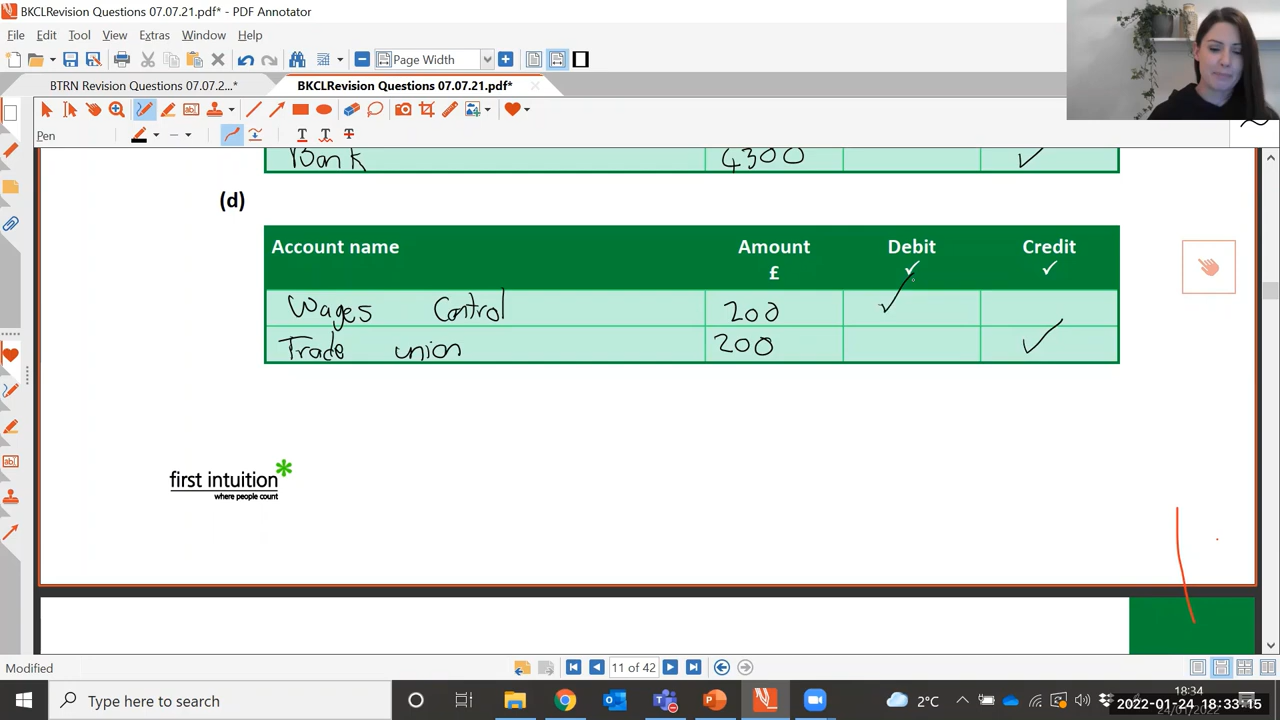 BKCLRevision Questions 07.07.21.pdf* - PDF Annotator
File Edit Tool View Extras Window Help
Page Width
BTRN Revision Questions 07.07.2...* BKCLRevision Questions 07.07.21.pdf*
Pen
Bank 4300 ✓
(d)
Account name Amount Debit Credit
£ ✓ ✓
Wages Control 200 ✓
Trade union 200 ✓
first intuition
where people count
11 of 42
Modified
Type here to search
2°C
18:34
2022-01-24 18:33:15